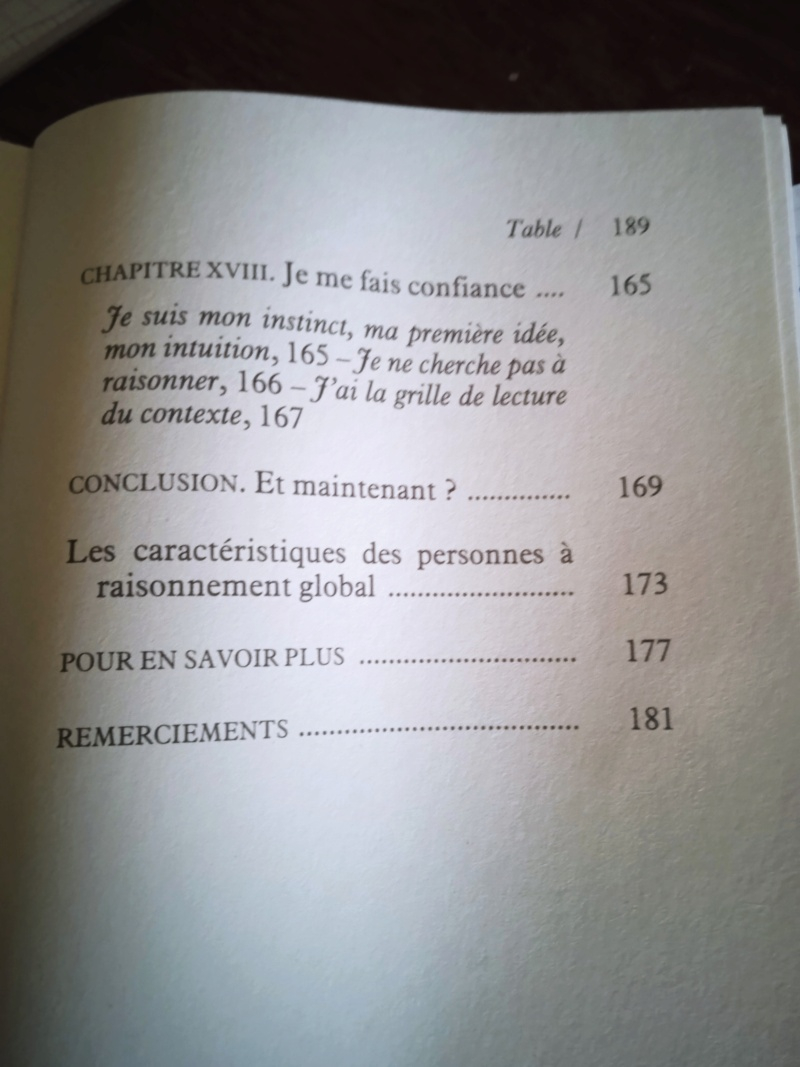 Table / 189
CHAPITRE XVIII. Je me fais confiance .... 165
Je suis mon instinct, ma première idée,
mon intuition, 165 – Je ne cherche pas à
raisonner, 166 – J'ai la grille de lecture
du contexte, 167
CONCLUSION. Et maintenant ? .............. 169
Les caractéristiques des personnes à
raisonnement global ......................... 173
POUR EN SAVOIR PLUS ............................. 177
REMERCIEMENTS ...................................... 181